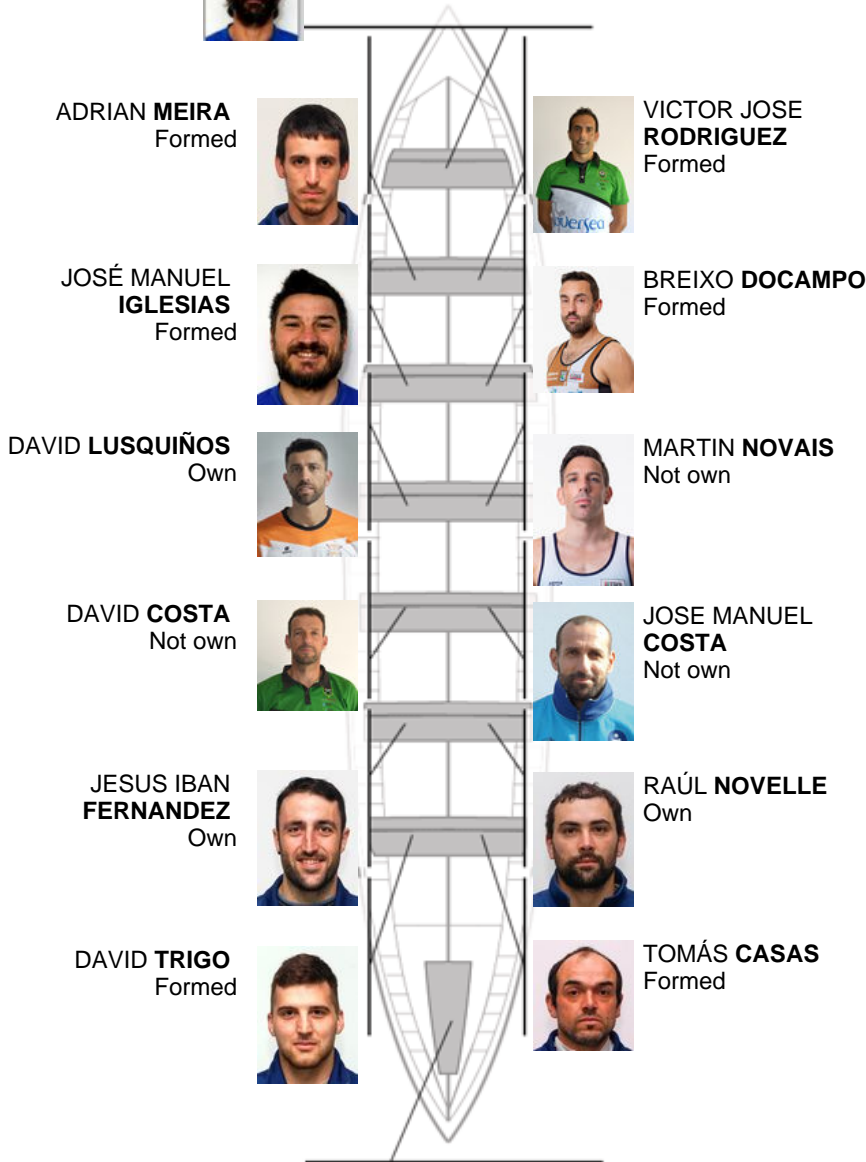 ADRIAN MEIRA
Formed
VICTOR JOSE
RODRIGUEZ
Formed
JOSÉ MANUEL
IGLESIAS
Formed
BREIXO DOCAMPO
Formed
DAVID LUSQUIÑOS
Own
MARTIN NOVAIS
Not own
DAVID COSTA
Not own
JOSE MANUEL
COSTA
Not own
JESUS IBAN
FERNANDEZ
Own
RAÚL NOVELLE
Own
DAVID TRIGO
Formed
TOMÁS CASAS
Formed